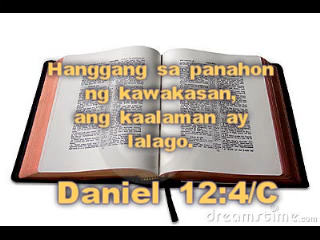 Hanggang sa panahon
ng kawakasan,
ang kaalaman ay
lalago.
Daniel 12:4/C
dreamstime.com